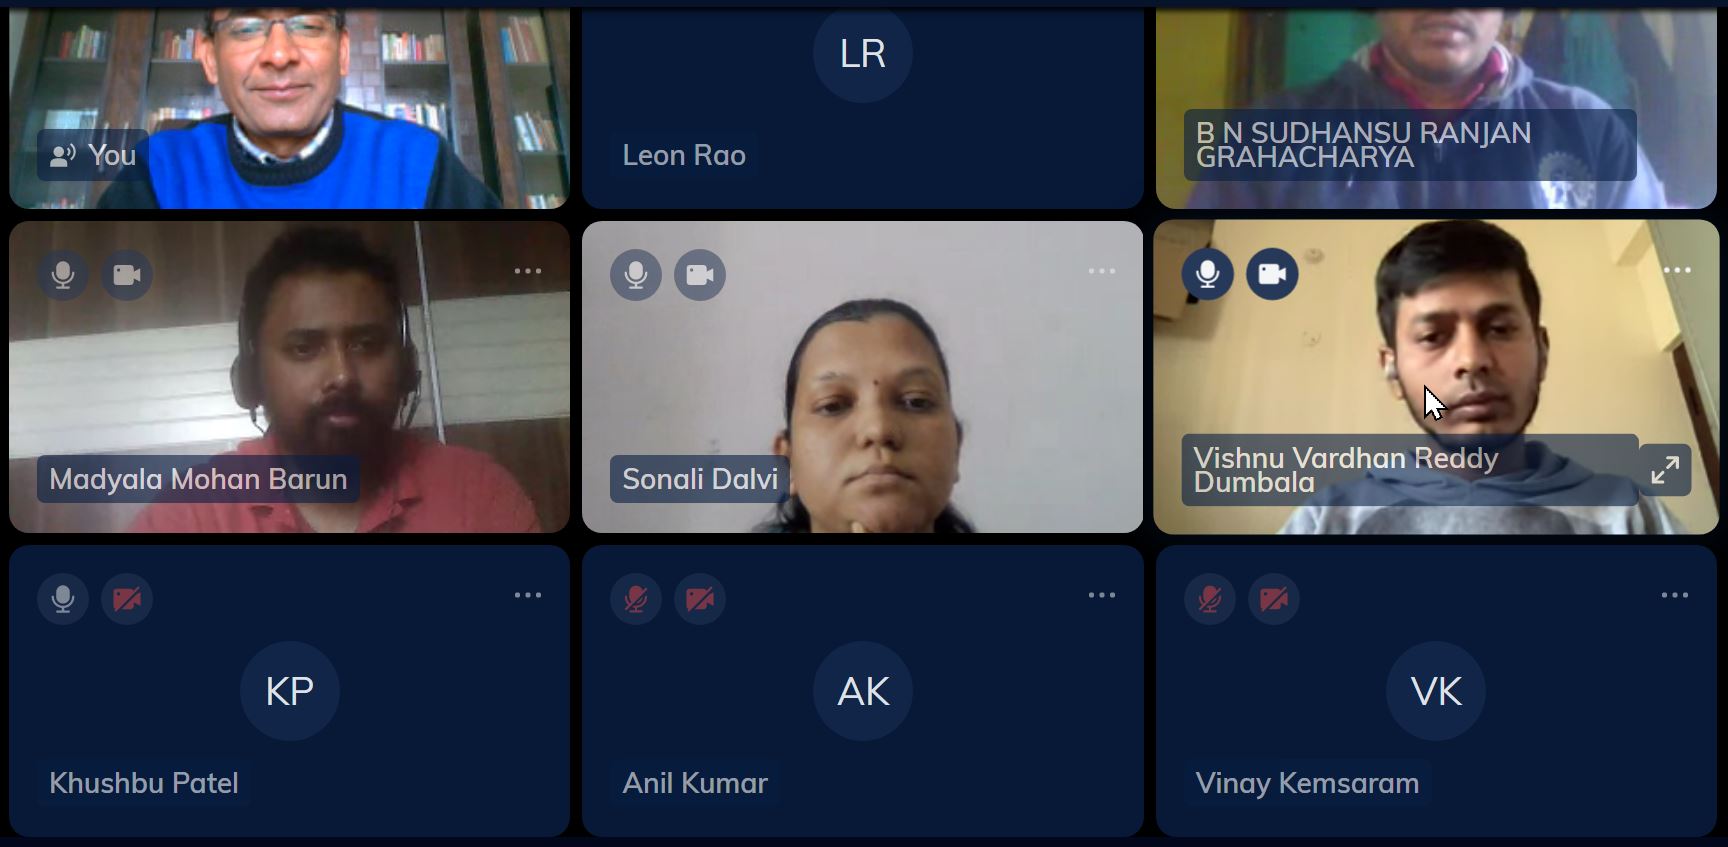 LR
You
Leon Rao
B N SUDHANSU RANJAN
GRAHACHARYA
Madyala Mohan Barun
Sonali Dalvi
Vishnu Vardhan Reddy
Dumbala
KP
AK
VK
Khushbu Patel
Anil Kumar
Vinay Kemsaram